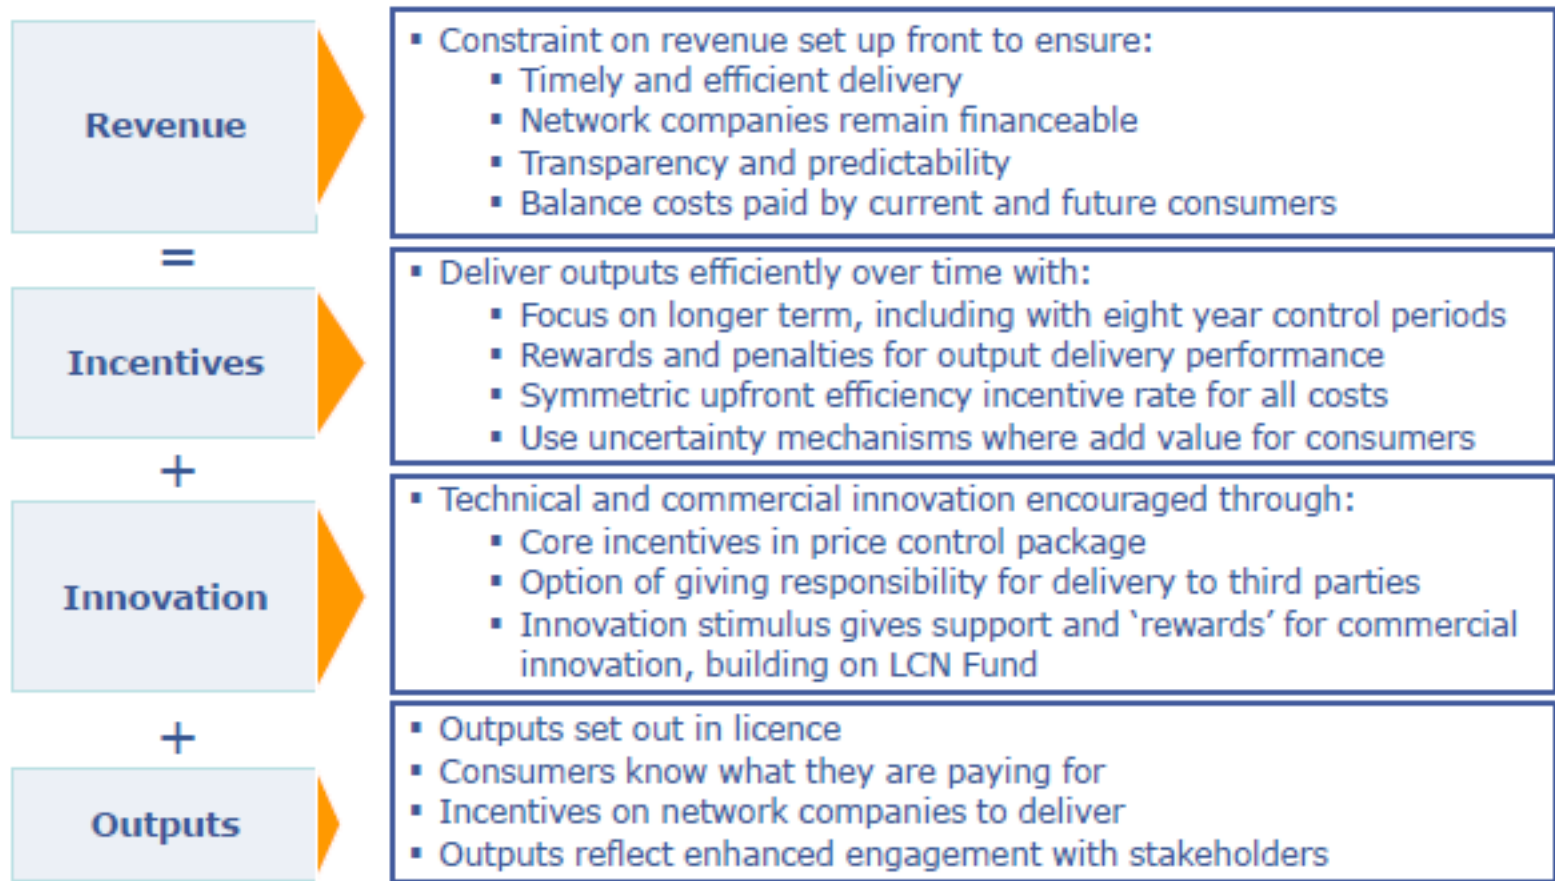 Revenue
▪ Constraint on revenue set up front to ensure:
▪ Timely and efficient delivery
▪ Network companies remain financeable
▪ Transparency and predictability
▪ Balance costs paid by current and future consumers
=
Incentives
▪ Deliver outputs efficiently over time with:
▪ Focus on longer term, including with eight year control periods
▪ Rewards and penalties for output delivery performance
▪ Symmetric upfront efficiency incentive rate for all costs
▪ Use uncertainty mechanisms where add value for consumers
+
Innovation
▪ Technical and commercial innovation encouraged through:
▪ Core incentives in price control package
▪ Option of giving responsibility for delivery to third parties
▪ Innovation stimulus gives support and ‘rewards’ for commercial
innovation, building on LCN Fund
+
Outputs
▪ Outputs set out in licence
▪ Consumers know what they are paying for
▪ Incentives on network companies to deliver
▪ Outputs reflect enhanced engagement with stakeholders